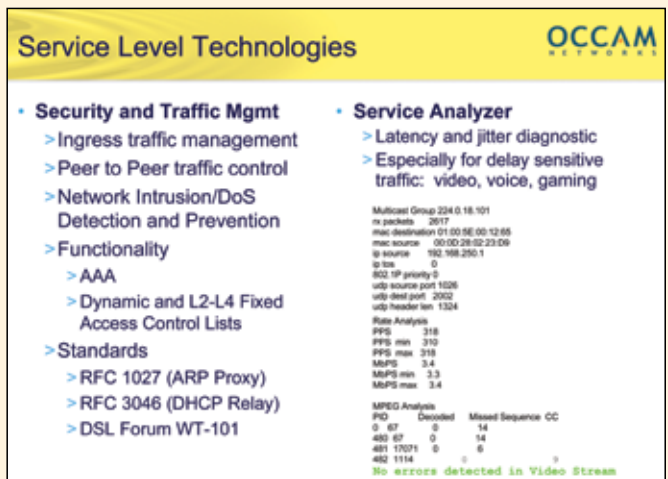 Service Level Technologies
OCCAM
NETWORKS
• Security and Traffic Mgmt
>Ingress traffic management
>Peer to Peer traffic control
>Network Intrusion/DoS
Detection and Prevention
>Functionality
>AAA
>Dynamic and L2-L4 Fixed
Access Control Lists
>Standards
>RFC 1027 (ARP Proxy)
>RFC 3046 (DHCP Relay)
>DSL Forum WT-101
• Service Analyzer
>Latency and jitter diagnostic
>Especially for delay sensitive
traffic: video, voice, gaming
Multicast Group 224.0.18.101
rx packets 2617
mac destination 01:00:5E:00:12:65
mac source 00:0D:28:02:23:D9
ip source 192.168.250.1
ip tos 0
802.1P priority 0
udp source port 1026
udp dest port 2002
udp header len 1324
Rate Analysis
PPS 318
PPS min 310
PPS max 318
MbPS 3.4
MbPS min 3.3
MbPS max 3.4
MPEG Analysis
PID Decoded Missed Sequence CC
0 67 0 14
480 67 0 14
481 17071 0 6
482 1114 0 9
No errors detected in Video Stream